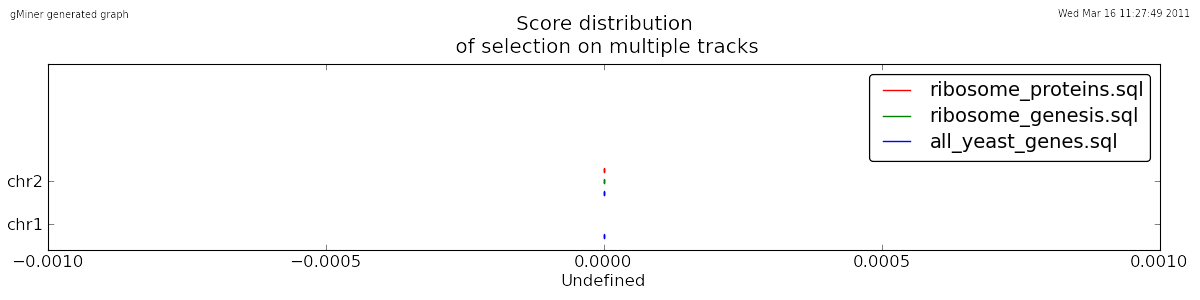 gMiner generated graph
Wed Mar 16 11:27:49 2011
Score distribution
of selection on multiple tracks
ribosome_proteins.sql
ribosome_genesis.sql
all_yeast_genes.sql
chr2
chr1
−0.0010
−0.0005
0.0000
0.0005
0.0010
Undefined